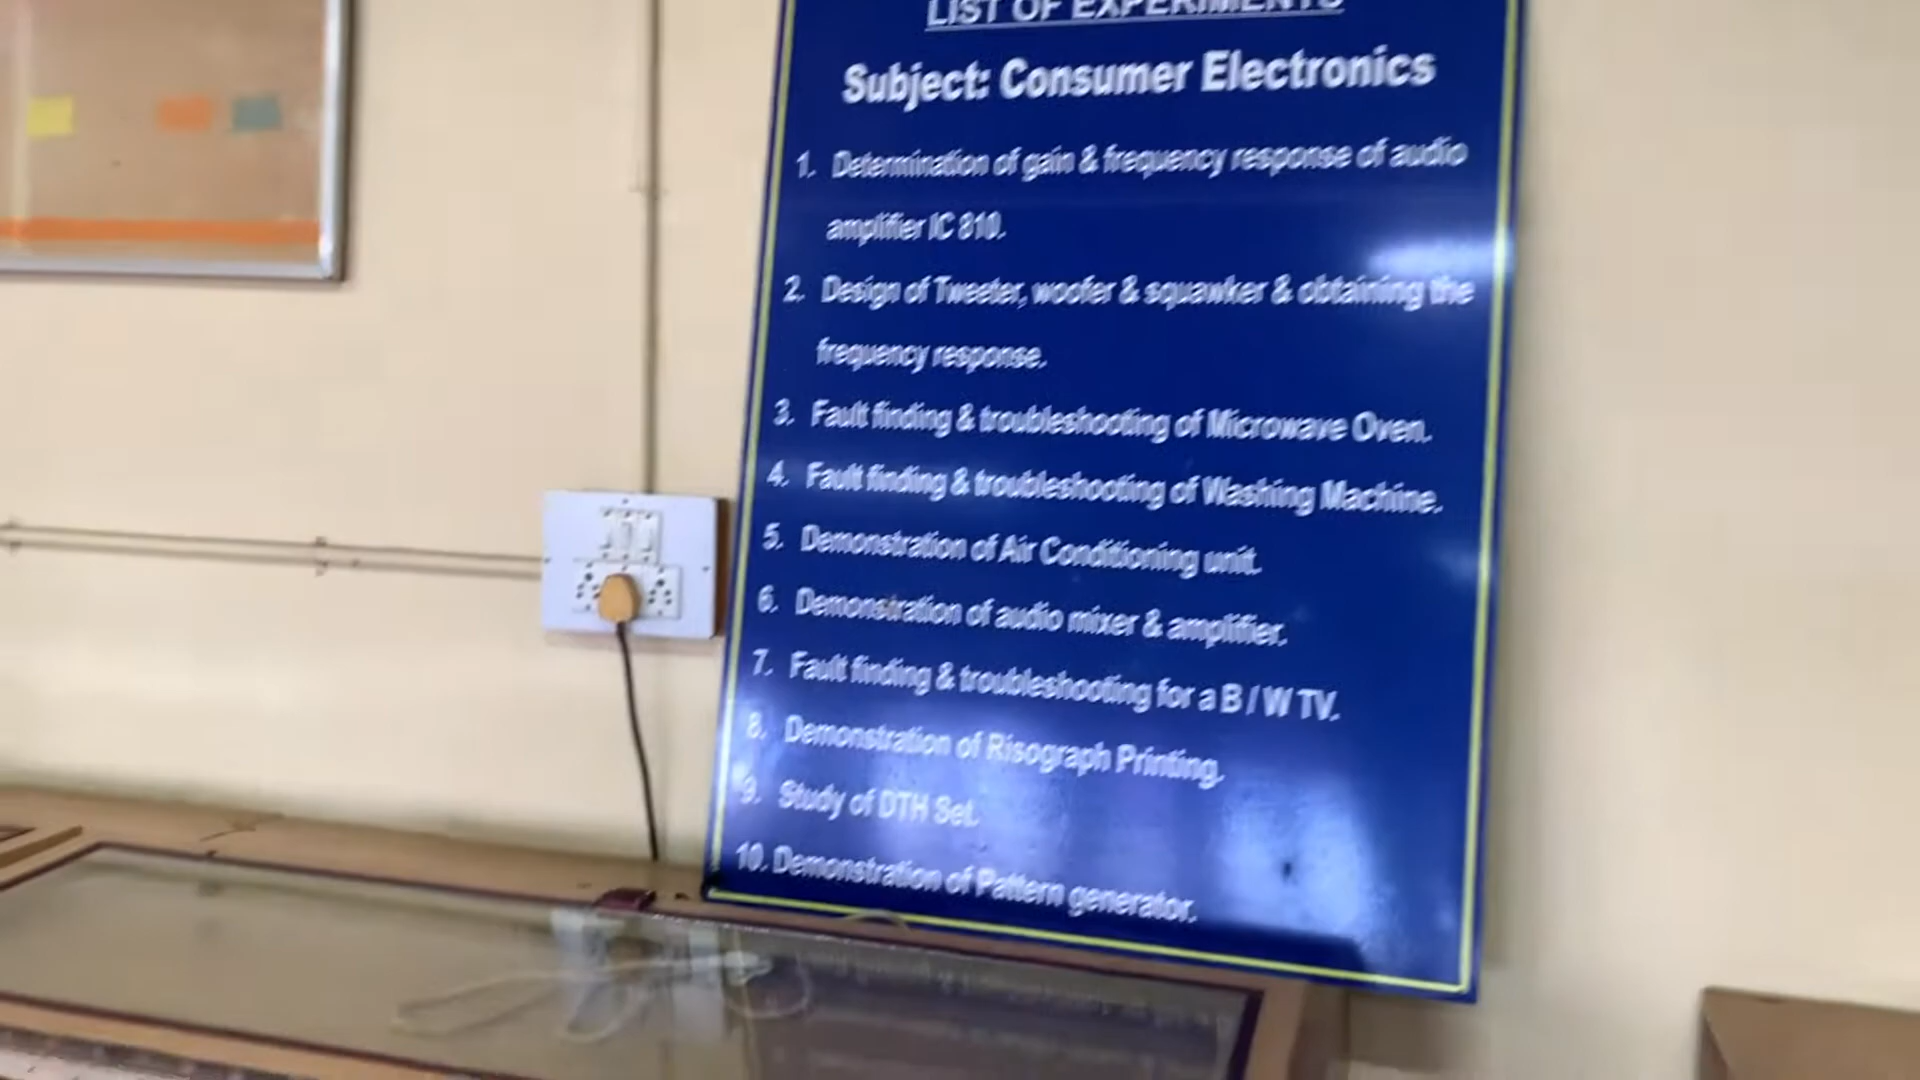 LIST OF EXPERIMENTS
Subject: Consumer Electronics
1. Determination of gain & frequency response of audio
amplifier IC 810.
2. Design of Tweeter, woofer & squawker & obtaining the
frequency response.
3. Fault finding & troubleshooting of Microwave Oven.
4. Fault finding & troubleshooting of Washing Machine.
5. Demonstration of Air Conditioning unit.
6. Demonstration of audio mixer & amplifier.
7. Fault finding & troubleshooting for a B / W TV.
8. Demonstration of Risograph Printing.
9. Study of DTH Set.
10. Demonstration of Pattern generator.